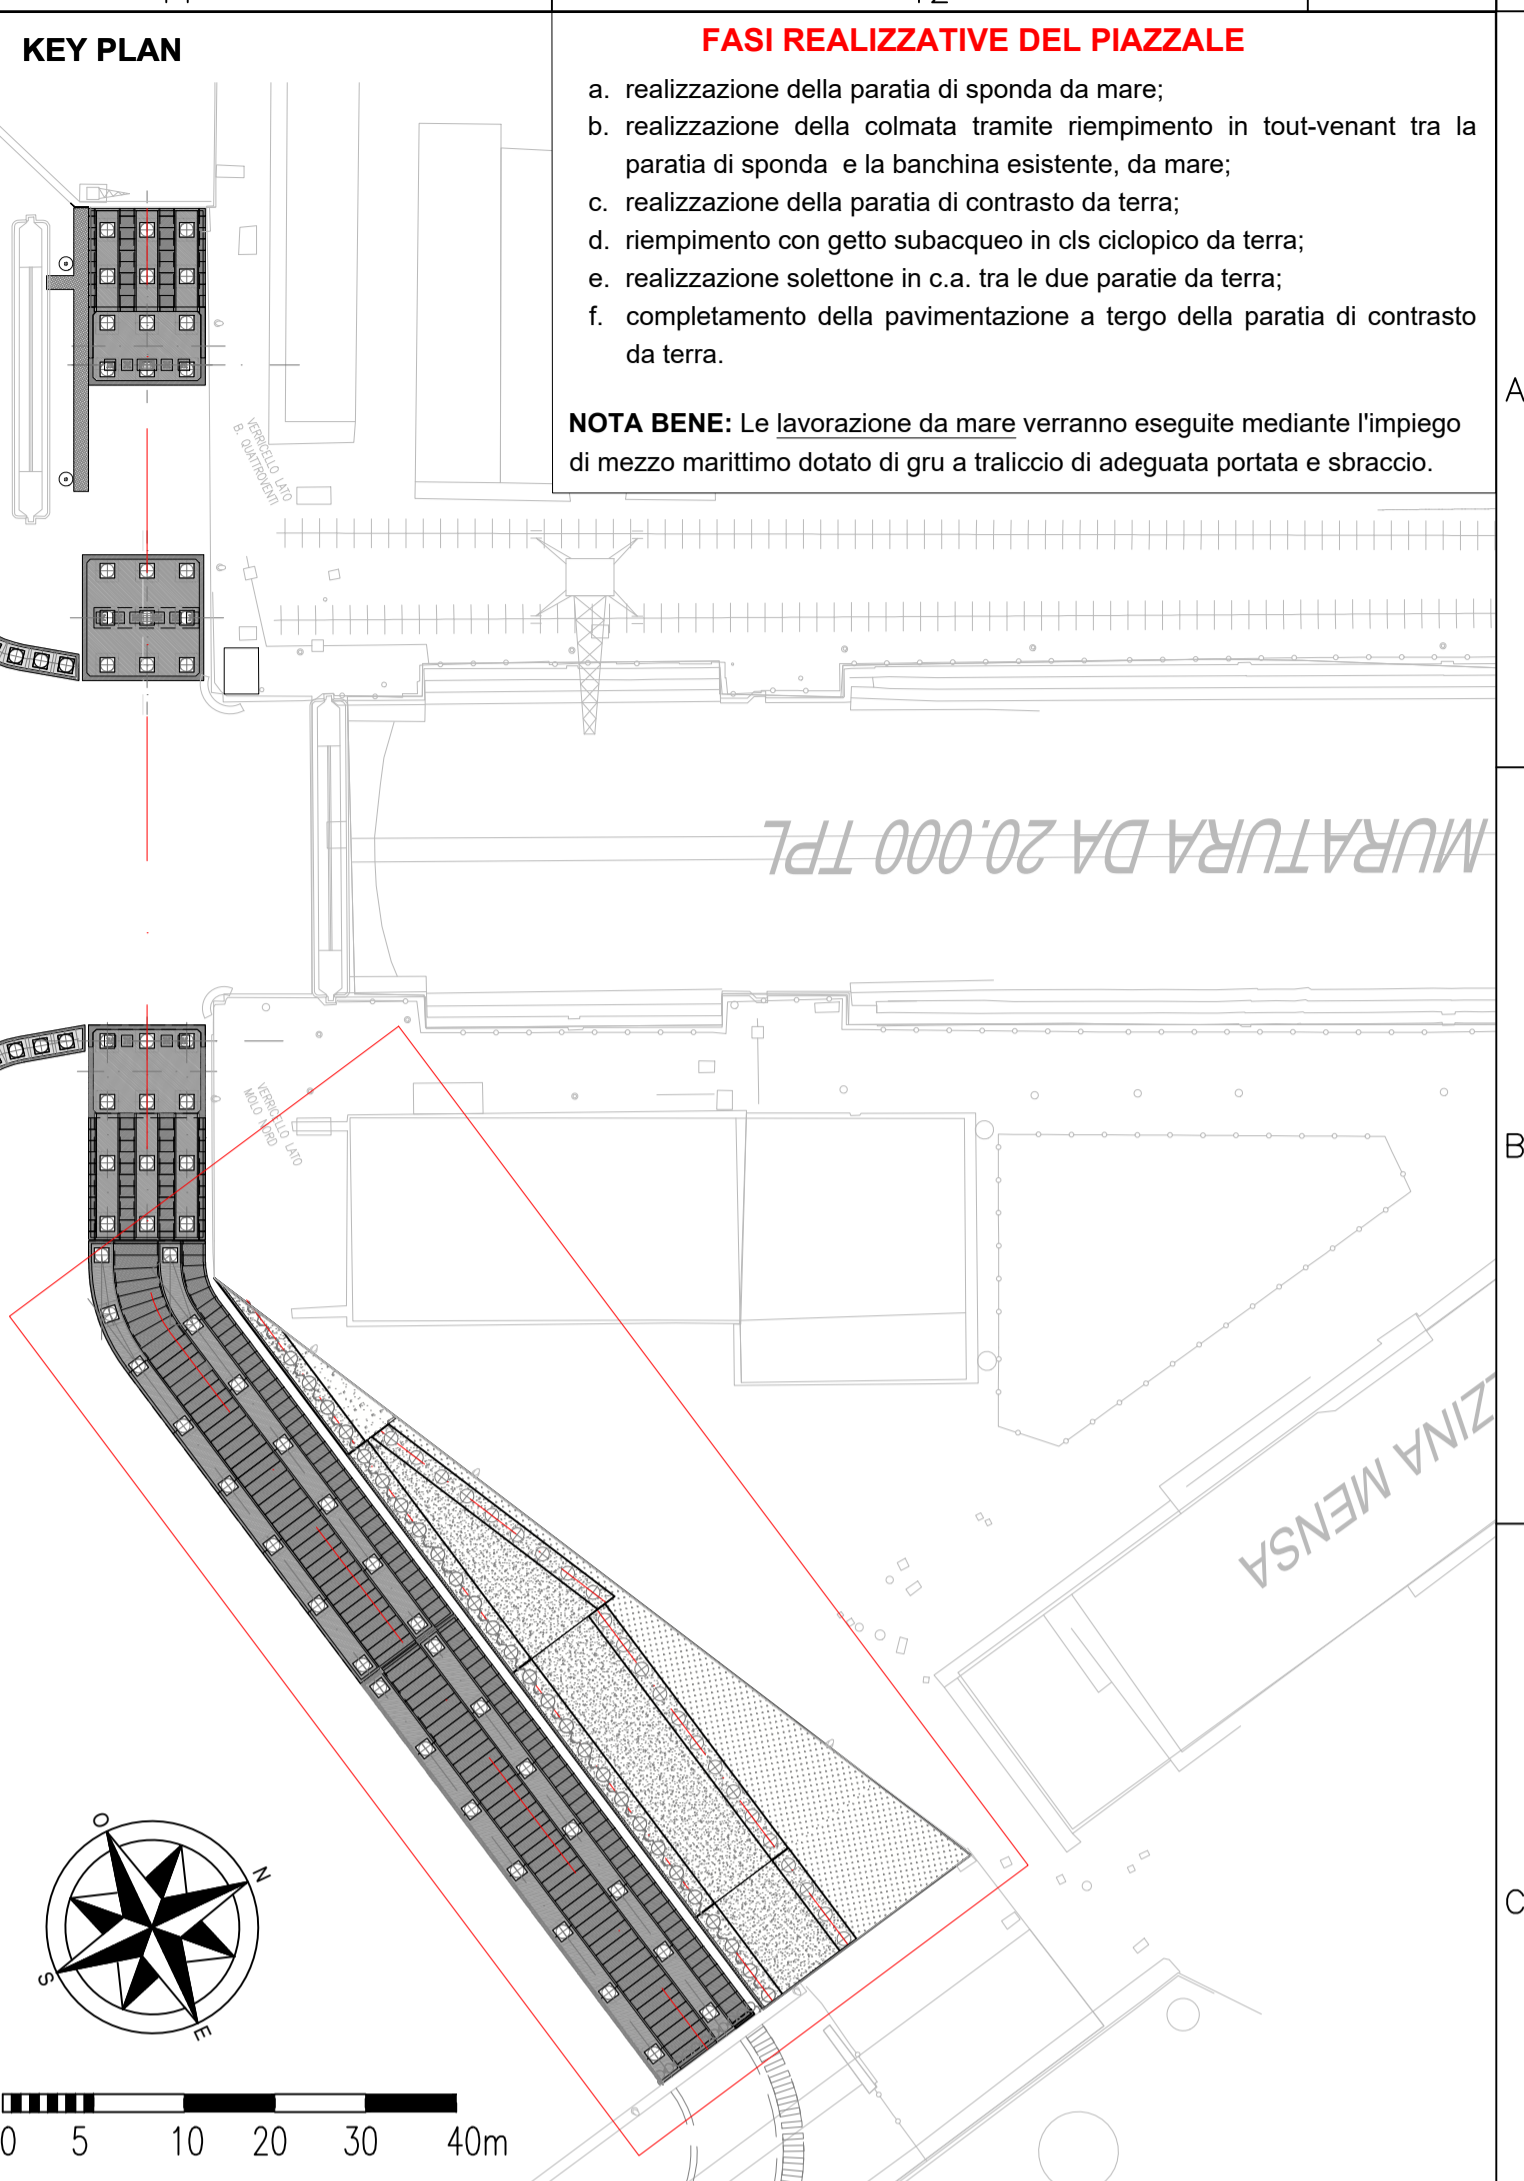 KEY PLAN
FASI REALIZZATIVE DEL PIAZZALE
a. realizzazione della paratia di sponda da mare;
b. realizzazione della colmata tramite riempimento in tout-venant tra la
paratia di sponda e la banchina esistente, da mare;
c. realizzazione della paratia di contrasto da terra;
d. riempimento con getto subacqueo in cls ciclopico da terra;
e. realizzazione solettone in c.a. tra le due paratie da terra;
f. completamento della pavimentazione a tergo della paratia di contrasto
da terra.
NOTA BENE: Le lavorazione da mare verranno eseguite mediante l'impiego
di mezzo marittimo dotato di gru a traliccio di adeguata portata e sbraccio.
A
VERRICELLO LATO
B. QUATTROVENTI
MURATURA DA 20.000 TPL
VERRICELLO LATO
MOLO NORD
B
ZINA MENSA
C
O
N
S
E
0 5 10 20 30 40m